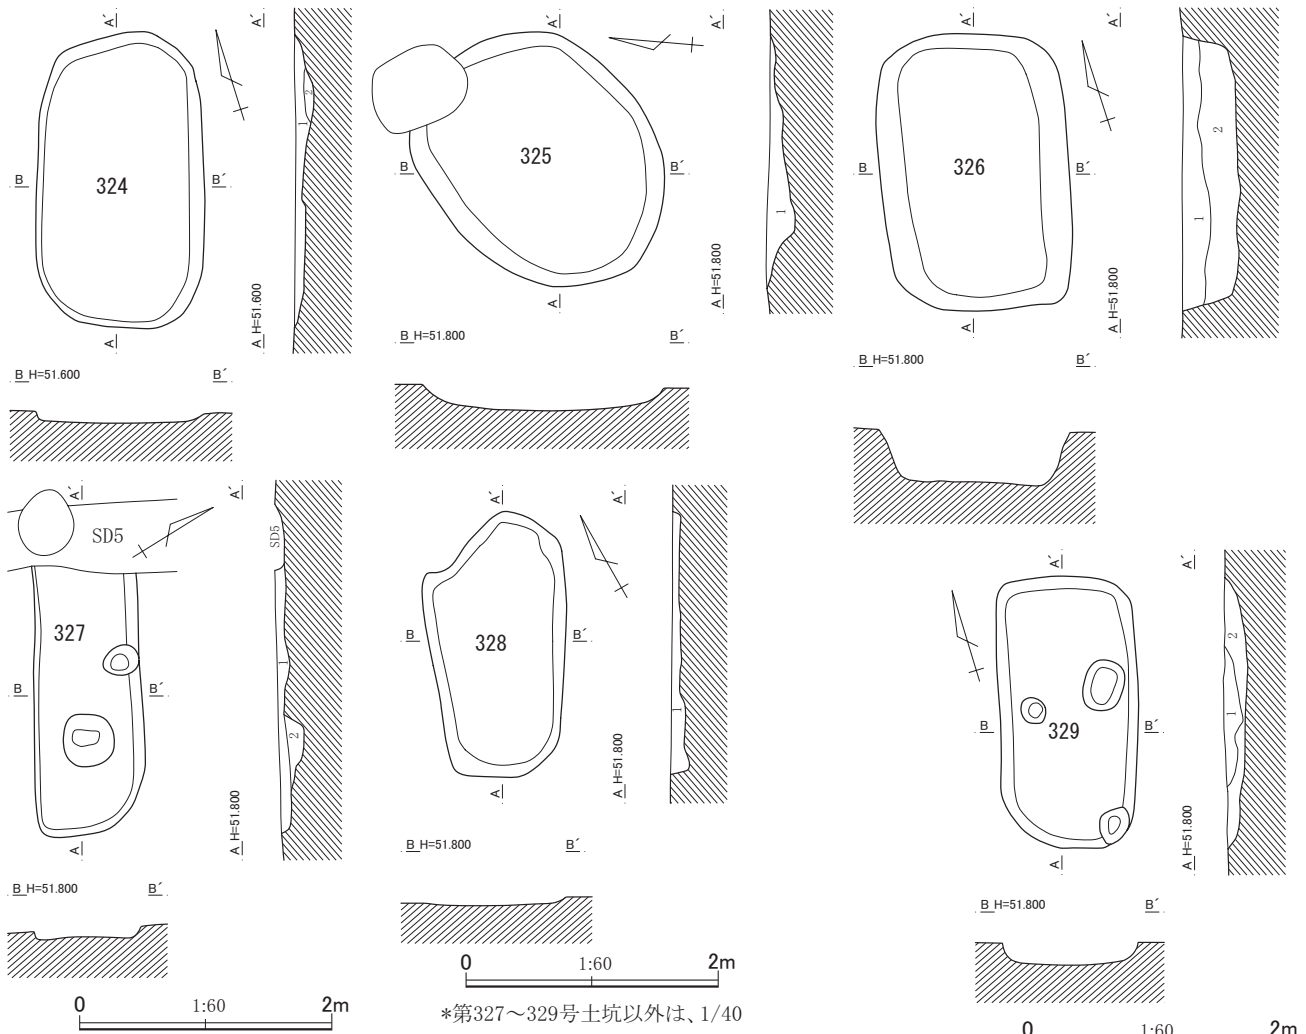 A´
A´
324
B
B´
1
2
A
A H=51.600
B H=51.600
B´
A´
A´
325
B
B´
1
A
A H=51.800
B H=51.800
B´
A´
A´
326
B
B´
1
2
A
A H=51.800
B H=51.800
B´
A´
A´
SD5
SD5
327
B
B´
1
2
A
A H=51.800
B H=51.800
B´
0 1:60 2m
A´
A´
328
B
B´
1
A
A H=51.800
B H=51.800
B´
0 1:60 2m
*第327~329号土坑以外は、1/40
A´
A´
329
B
B´
2
1
A
A H=51.800
B H=51.800
B´
0 1:60 2m